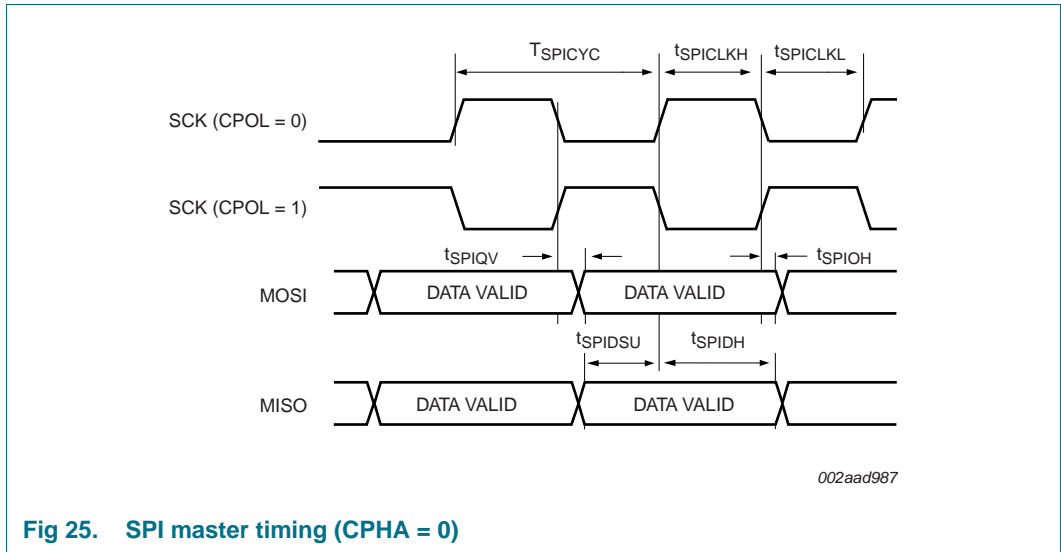 TSPICYC tSPICLKH tSPICLKL
SCK (CPOL = 0)
SCK (CPOL = 1)
tSPIQV tSPIOH
MOSI DATA VALID DATA VALID
tSPIDSU tSPIDH
MISO DATA VALID DATA VALID
002aad987
Fig 25. SPI master timing (CPHA = 0)